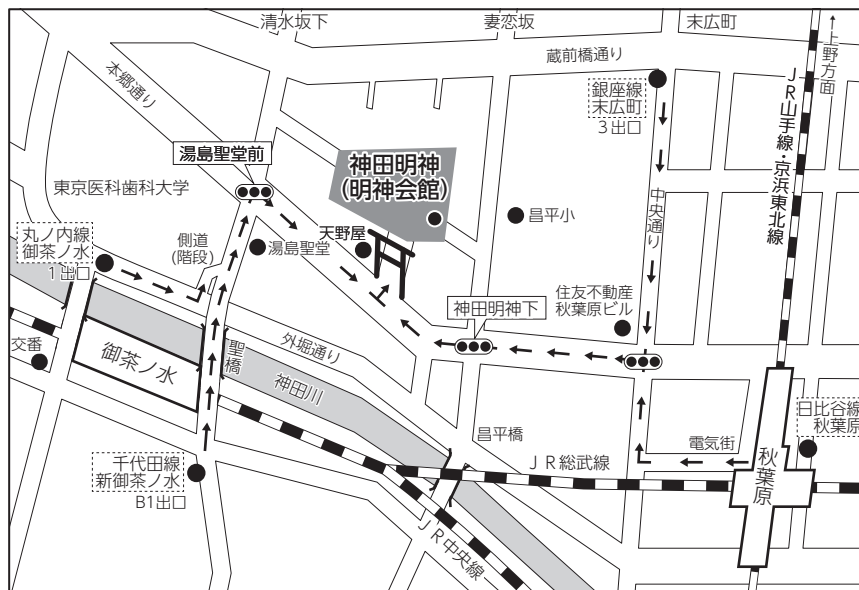 清水坂下
妻恋坂
末広町
↑上野方面
蔵前橋通り
本郷通り
銀座線
末広町
3出口
JR山手線・京浜東北線
湯島聖堂前
神田明神
(明神会館)
東京医科歯科大学
昌平小
中央通り
丸ノ内線
御茶ノ水
1出口
側道
(階段)
湯島聖堂
天野屋
神田明神下
住友不動産
秋葉原ビル
交番
御茶ノ水
聖橋
外堀通り
神田川
昌平橋
電気街
日比谷線
秋葉原
秋葉原
千代田線
新御茶ノ水
B1出口
JR総武線
JR中央線